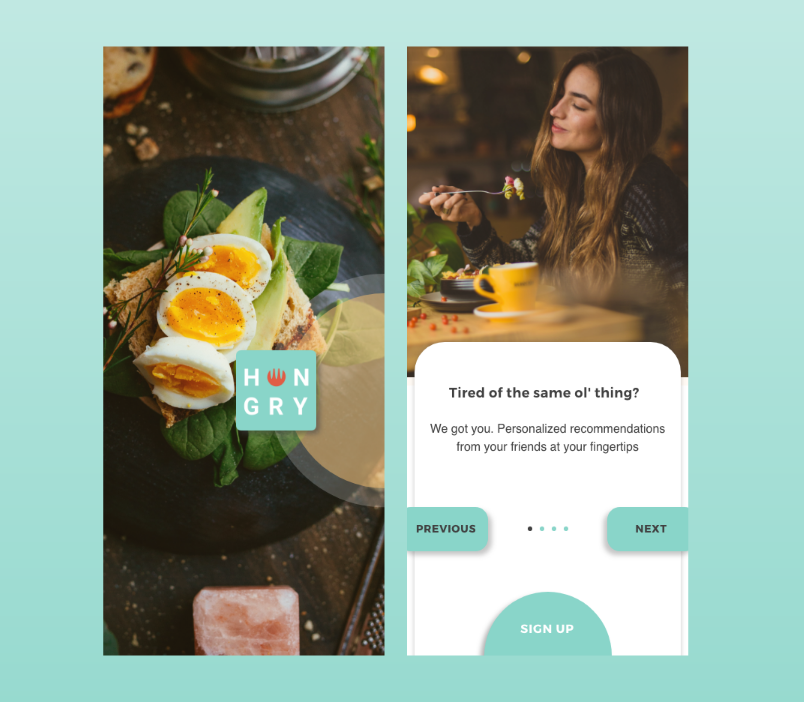 HUNGRY
Tired of the same ol' thing?
We got you. Personalized recommendations
from your friends at your fingertips
PREVIOUS
NEXT
SIGN UP